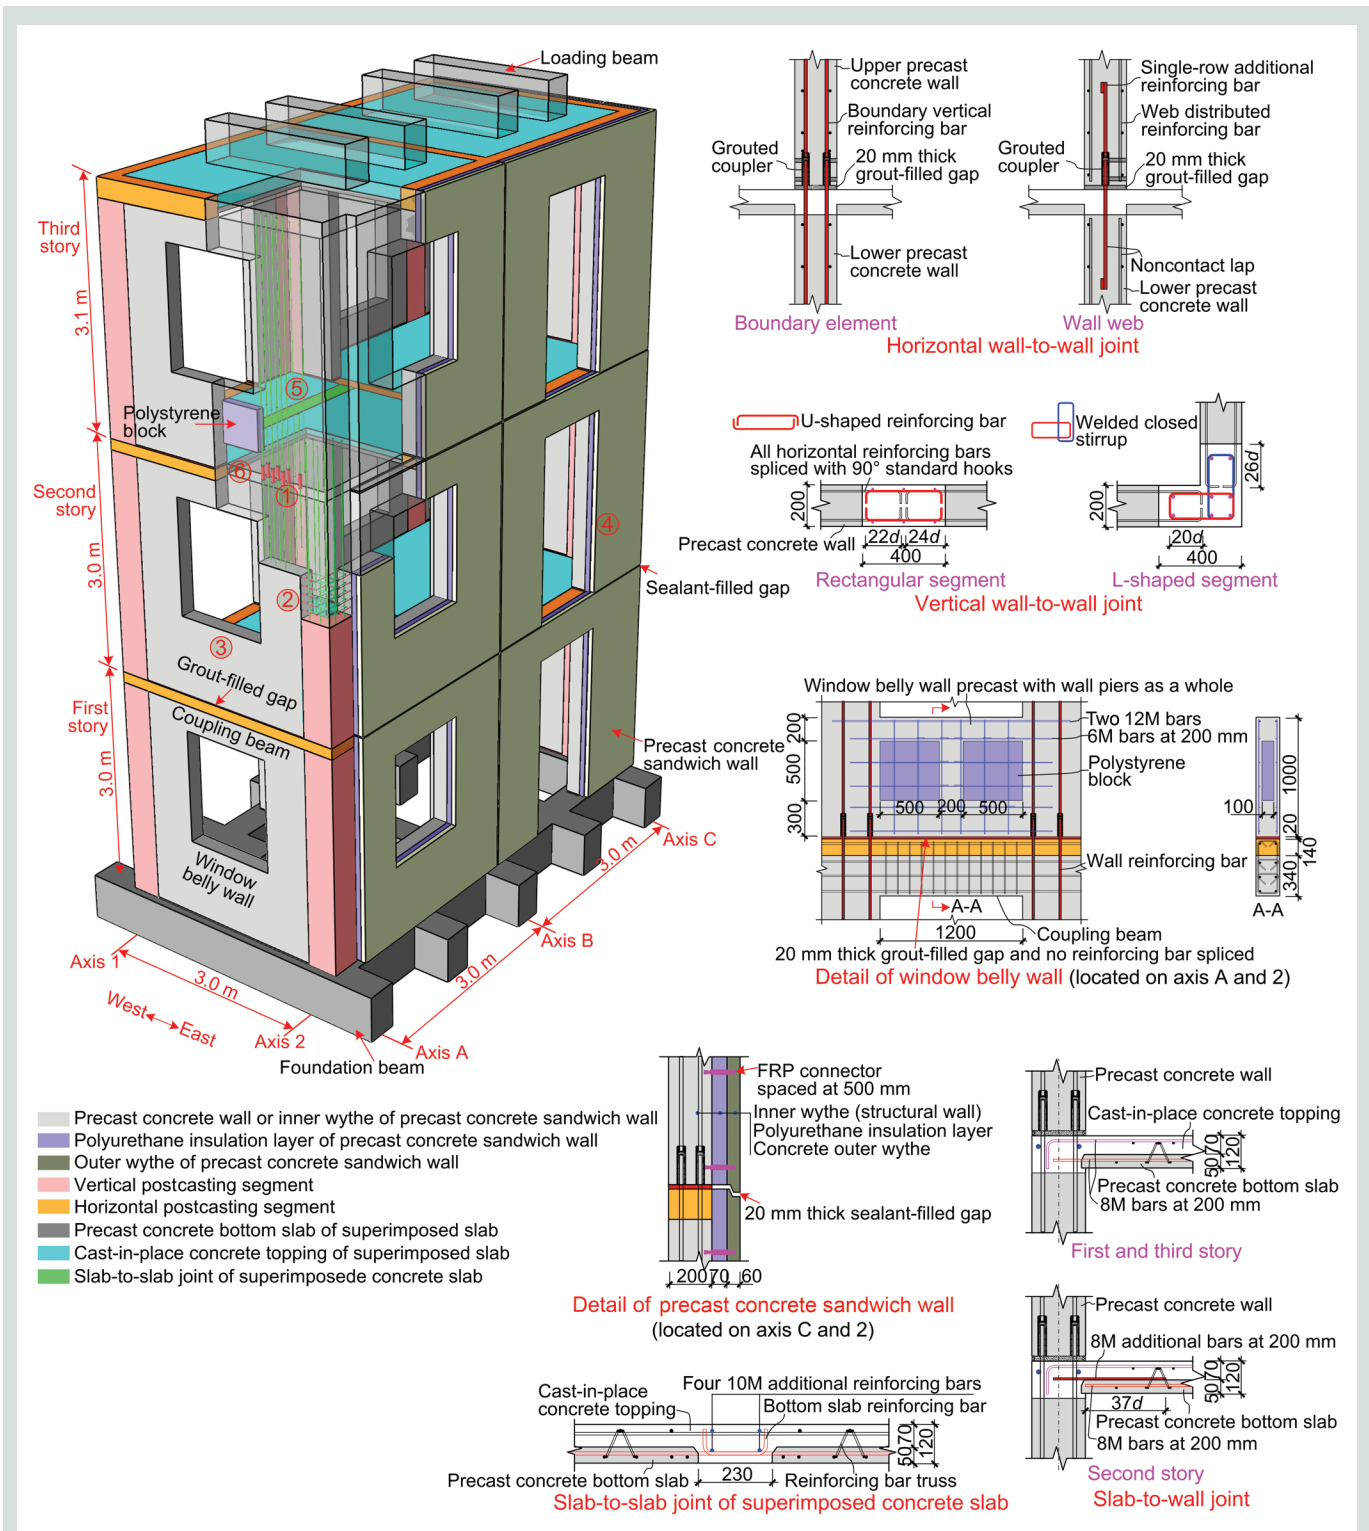 Loading beam
Third
story
3.1 m
Polystyrene
block
⑤
⑥
①
Second
story
3.0 m
②
③
④
Grout-filled gap
Coupling beam
Sealant-filled gap
First
story
3.0 m
Precast concrete
sandwich wall
Window
belly wall
Axis C
3.0 m
Axis B
3.0 m
Axis 1
3.0 m
West
East
Axis 2
Axis A
Foundation beam
Upper precast
concrete wall
Boundary vertical
reinforcing bar
Grouted
coupler
20 mm thick
grout-filled gap
Lower precast
concrete wall
Boundary element
Single-row additional
reinforcing bar
Web distributed
reinforcing bar
Grouted
coupler
20 mm thick
grout-filled gap
Noncontact lap
Lower precast
concrete wall
Wall web
Horizontal wall-to-wall joint
U-shaped reinforcing bar
Welded closed
stirrup
All horizontal reinforcing bars
spliced with 90° standard hooks
200
Precast concrete wall
22d
24d
400
Rectangular segment
26d
200
20d
400
L-shaped segment
Vertical wall-to-wall joint
Window belly wall precast with wall piers as a whole
Two 12M bars
6M bars at 200 mm
Polystyrene
block
200
500
300
500
200
500
Wall reinforcing bar
A-A
1200
Coupling beam
20 mm thick grout-filled gap and no reinforcing bar spliced
100
1000
20
140
340
A-A
Detail of window belly wall (located on axis A and 2)
Precast concrete wall or inner wythe of precast concrete sandwich wall
Polyurethane insulation layer of precast concrete sandwich wall
Outer wythe of precast concrete sandwich wall
Vertical postcasting segment
Horizontal postcasting segment
Precast concrete bottom slab of superimposed slab
Cast-in-place concrete topping of superimposed slab
Slab-to-slab joint of superimposede concrete slab
FRP connector
spaced at 500 mm
Inner wythe (structural wall)
Polyurethane insulation layer
Concrete outer wythe
20 mm thick sealant-filled gap
200
70
60
Detail of precast concrete sandwich wall
(located on axis C and 2)
Precast concrete wall
Cast-in-place concrete topping
50
70
120
Precast concrete bottom slab
8M bars at 200 mm
First and third story
Precast concrete wall
8M additional bars at 200 mm
50
70
120
37d
Precast concrete bottom slab
8M bars at 200 mm
Second story
Slab-to-wall joint
Four 10M additional reinforcing bars
Cast-in-place
concrete topping
Bottom slab reinforcing bar
50
70
120
Precast concrete bottom slab
230
Reinforcing bar truss
Slab-to-slab joint of superimposed concrete slab